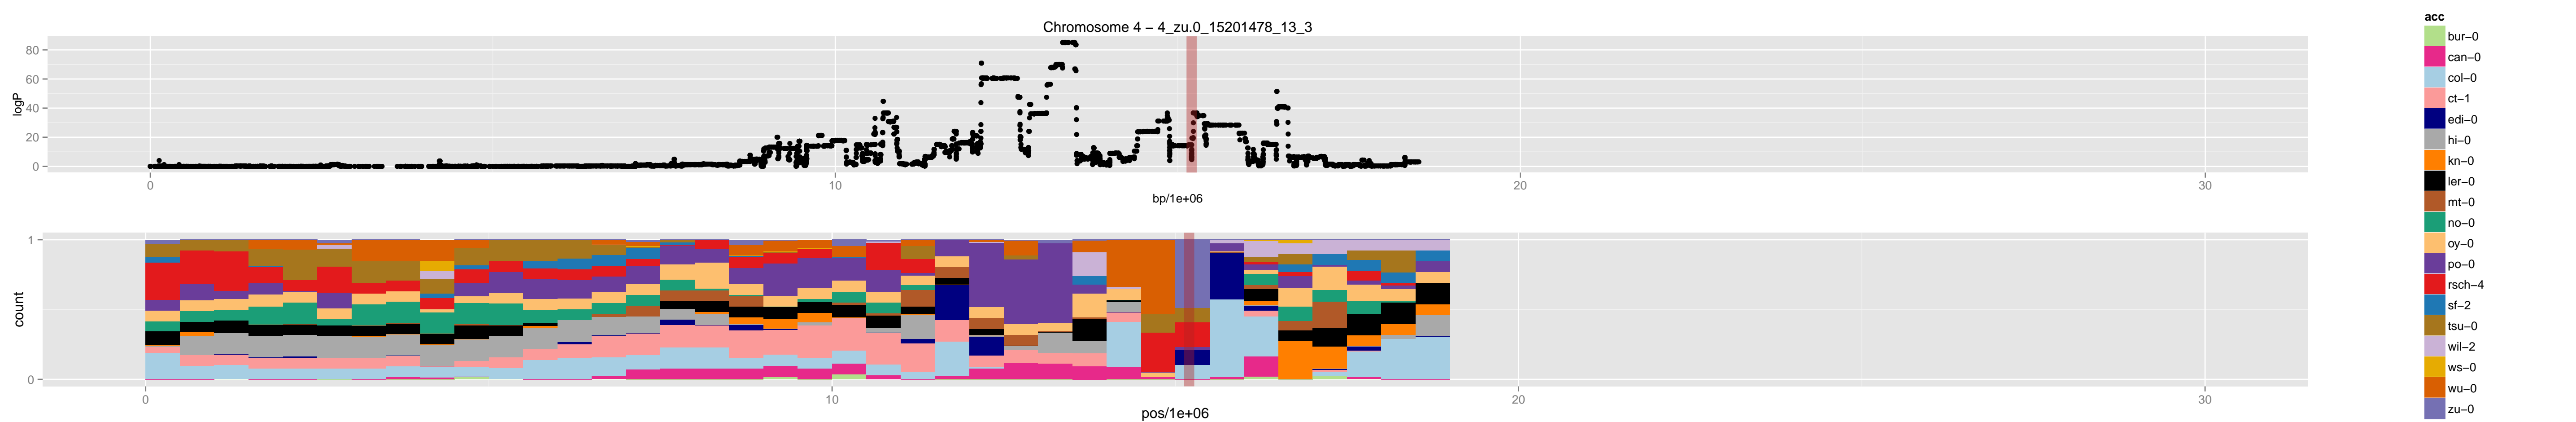 Chromosome 4 − 4_zu.0_15201478_13_3
80
60
40
20
0
logP
0 10 20 30
bp/1e+06
1
0
count
0 10 20 30
pos/1e+06
acc
bur−0
can−0
col−0
ct−1
edi−0
hi−0
kn−0
ler−0
mt−0
no−0
oy−0
po−0
rsch−4
sf−2
tsu−0
wil−2
ws−0
wu−0
zu−0